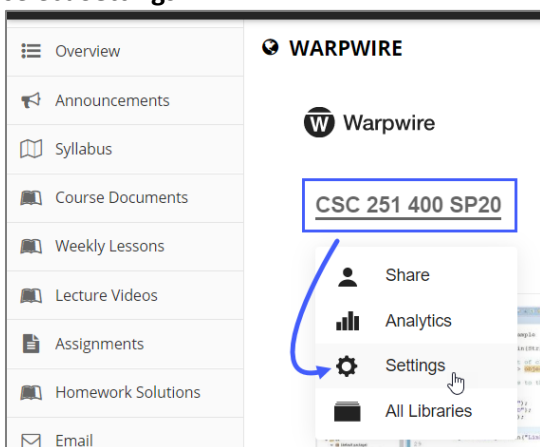 Overview
Announcements
Syllabus
Course Documents
Weekly Lessons
Lecture Videos
Assignments
Homework Solutions
Email
WARPWIRE
W Warpwire
CSC 251 400 SP20
Share
Analytics
Settings
All Libraries